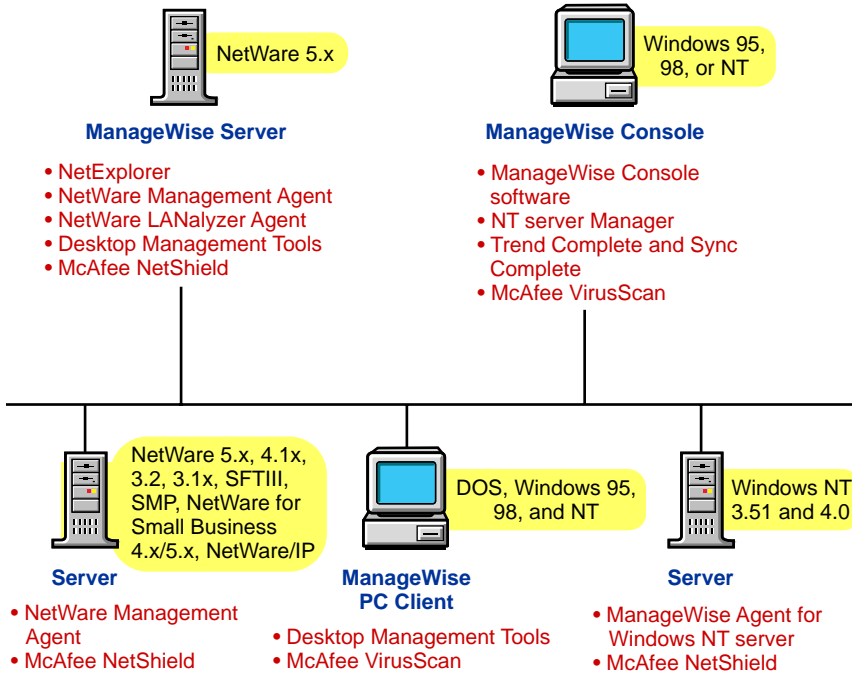 NetWare 5.x
Windows 95,
98, or NT
ManageWise Server
• NetExplorer
• NetWare Management Agent
• NetWare LANalyzer Agent
• Desktop Management Tools
• McAfee NetShield
ManageWise Console
• ManageWise Console
software
• NT server Manager
• Trend Complete and Sync
Complete
• McAfee VirusScan
NetWare 5.x, 4.1x,
3.2, 3.1x, SFTIII,
SMP, NetWare for
Small Business
4.x/5.x, NetWare/IP
Server
• NetWare Management
Agent
• McAfee NetShield
DOS, Windows 95,
98, and NT
ManageWise
PC Client
• Desktop Management Tools
• McAfee VirusScan
Windows NT
3.51 and 4.0
Server
• ManageWise Agent for
Windows NT server
• McAfee NetShield